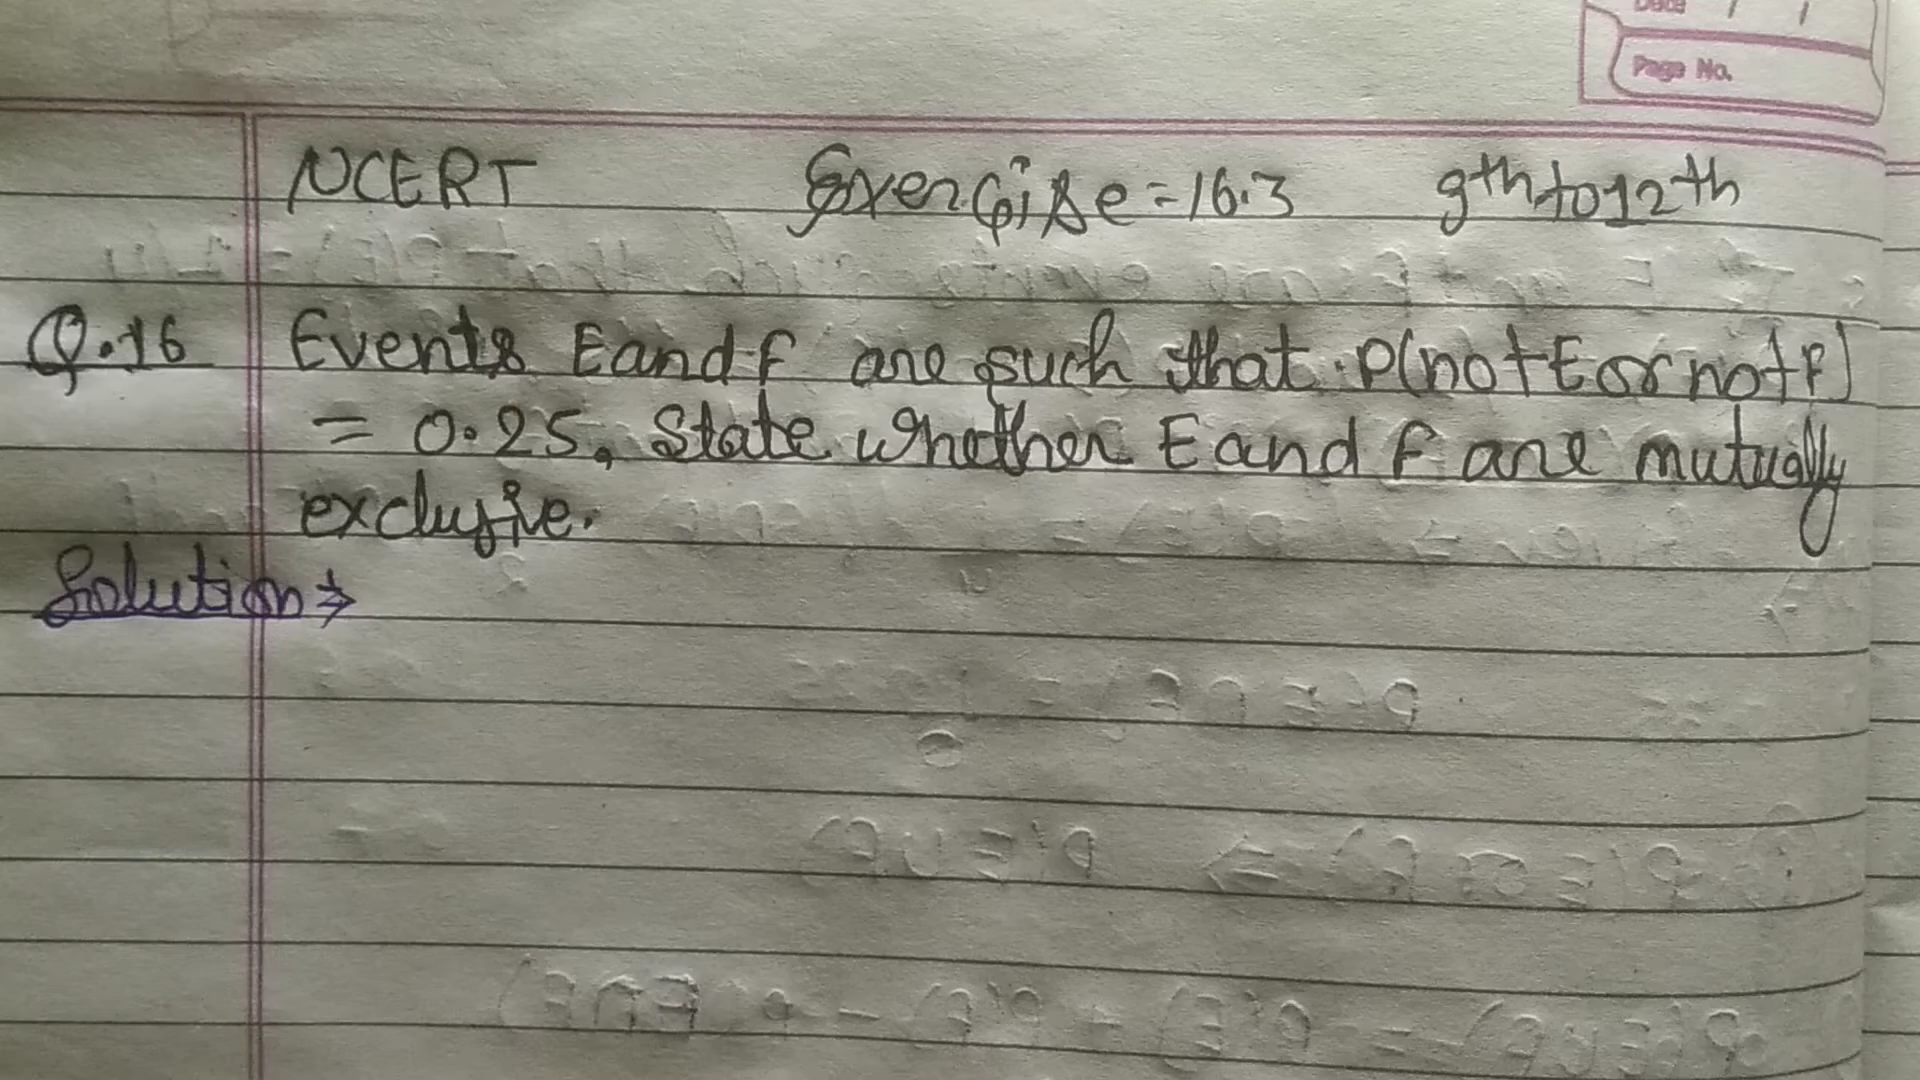 Date / /
Page No.
NCERT Exercise = 16.3 9th to 12th
Q.16 Events E and F are such that P(not E or not F)
= 0.25, State whether E and F are mutually
exclusive.
Solution ⇒